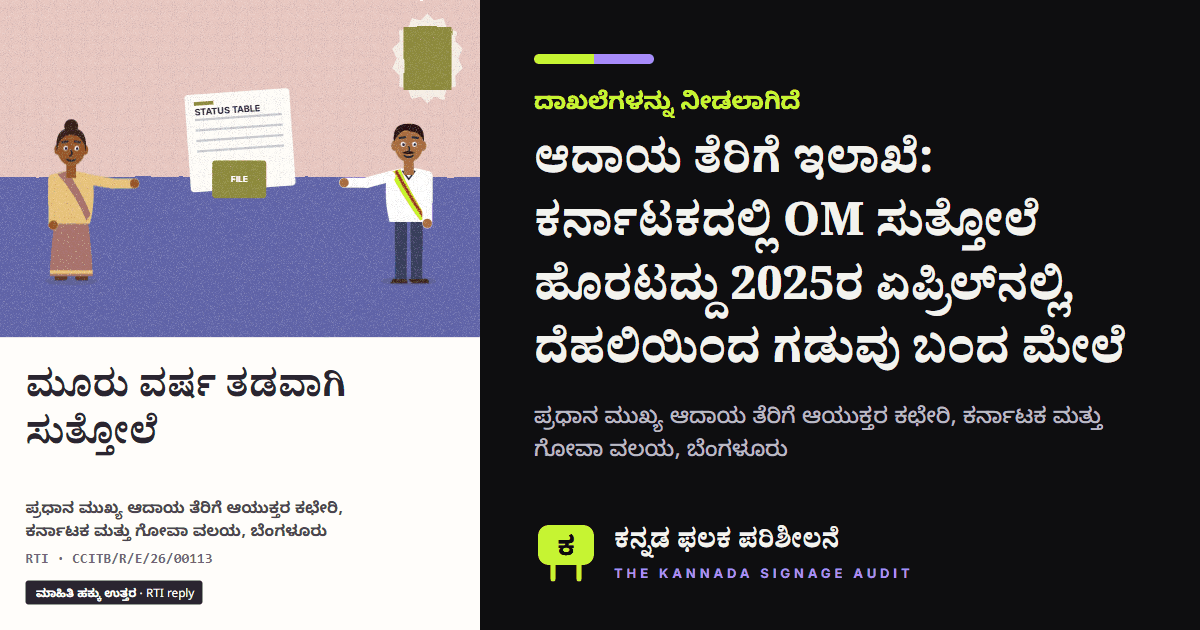 STATUS TABLE
FILE
ಮೂರು ವರ್ಷ ತಡವಾಗಿ
ಸುತ್ತೋಲೆ
ಪ್ರಧಾನ ಮುಖ್ಯ ಆದಾಯ ತೆರಿಗೆ ಆಯುಕ್ತರ ಕಛೇರಿ,
ಕರ್ನಾಟಕ ಮತ್ತು ಗೋವಾ ವಲಯ, ಬೆಂಗಳೂರು
RTI · CCITB/R/E/26/00113
ಮಾಹಿತಿ ಹಕ್ಕು ಉತ್ತರ · RTI reply
ದಾಖಲೆಗಳನ್ನು ನೀಡಲಾಗಿದೆ
ಆದಾಯ ತೆರಿಗೆ ಇಲಾಖೆ:
ಕರ್ನಾಟಕದಲ್ಲಿ OM ಸುತ್ತೋಲೆ
ಹೊರಟದ್ದು 2025ರ ಏಪ್ರಿಲ್‌ನಲ್ಲಿ,
ದೆಹಲಿಯಿಂದ ಗಡುವು ಬಂದ ಮೇಲೆ
ಪ್ರಧಾನ ಮುಖ್ಯ ಆದಾಯ ತೆರಿಗೆ ಆಯುಕ್ತರ ಕಛೇರಿ, ಕರ್ನಾಟಕ ಮತ್ತು
ಗೋವಾ ವಲಯ, ಬೆಂಗಳೂರು
ಕ
ಕನ್ನಡ ಫಲಕ ಪರಿಶೀಲನೆ
THE KANNADA SIGNAGE AUDIT